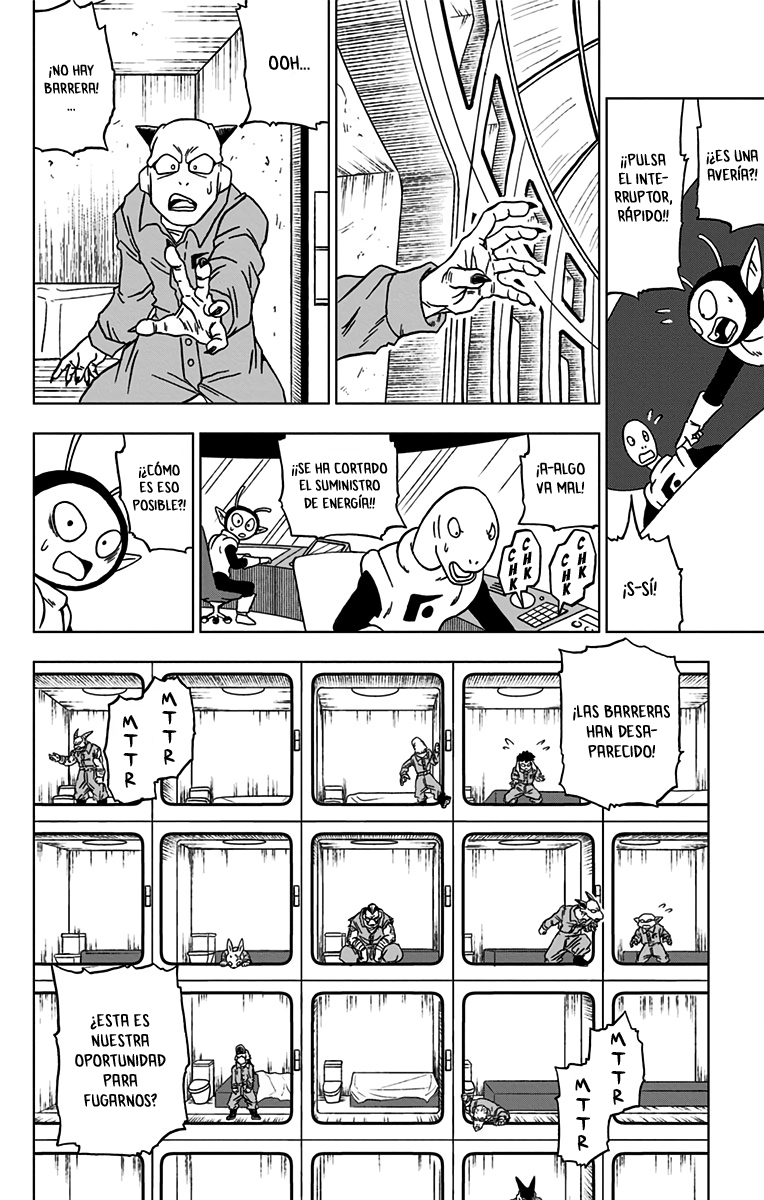 ¡¿ES UNA
AVERÍA?!
¡¡PULSA
EL INTE-
RRUPTOR,
RÁPIDO!!
OOH...
¡NO HAY
BARRERA!
...
¡S-SÍ!
¡A-ALGO
VA MAL!
CHK
CHK
CHK
¡¡SE HA CORTADO
EL SUMINISTRO
DE ENERGÍA!!
¡¿CÓMO
ES ESO
POSIBLE?!
¡LAS BARRERAS
HAN DESA-
PARECIDO!
MTTR
MTTR
MTTR
MTTR
¿ESTA ES
NUESTRA
OPORTUNIDAD
PARA
FUGARNOS?